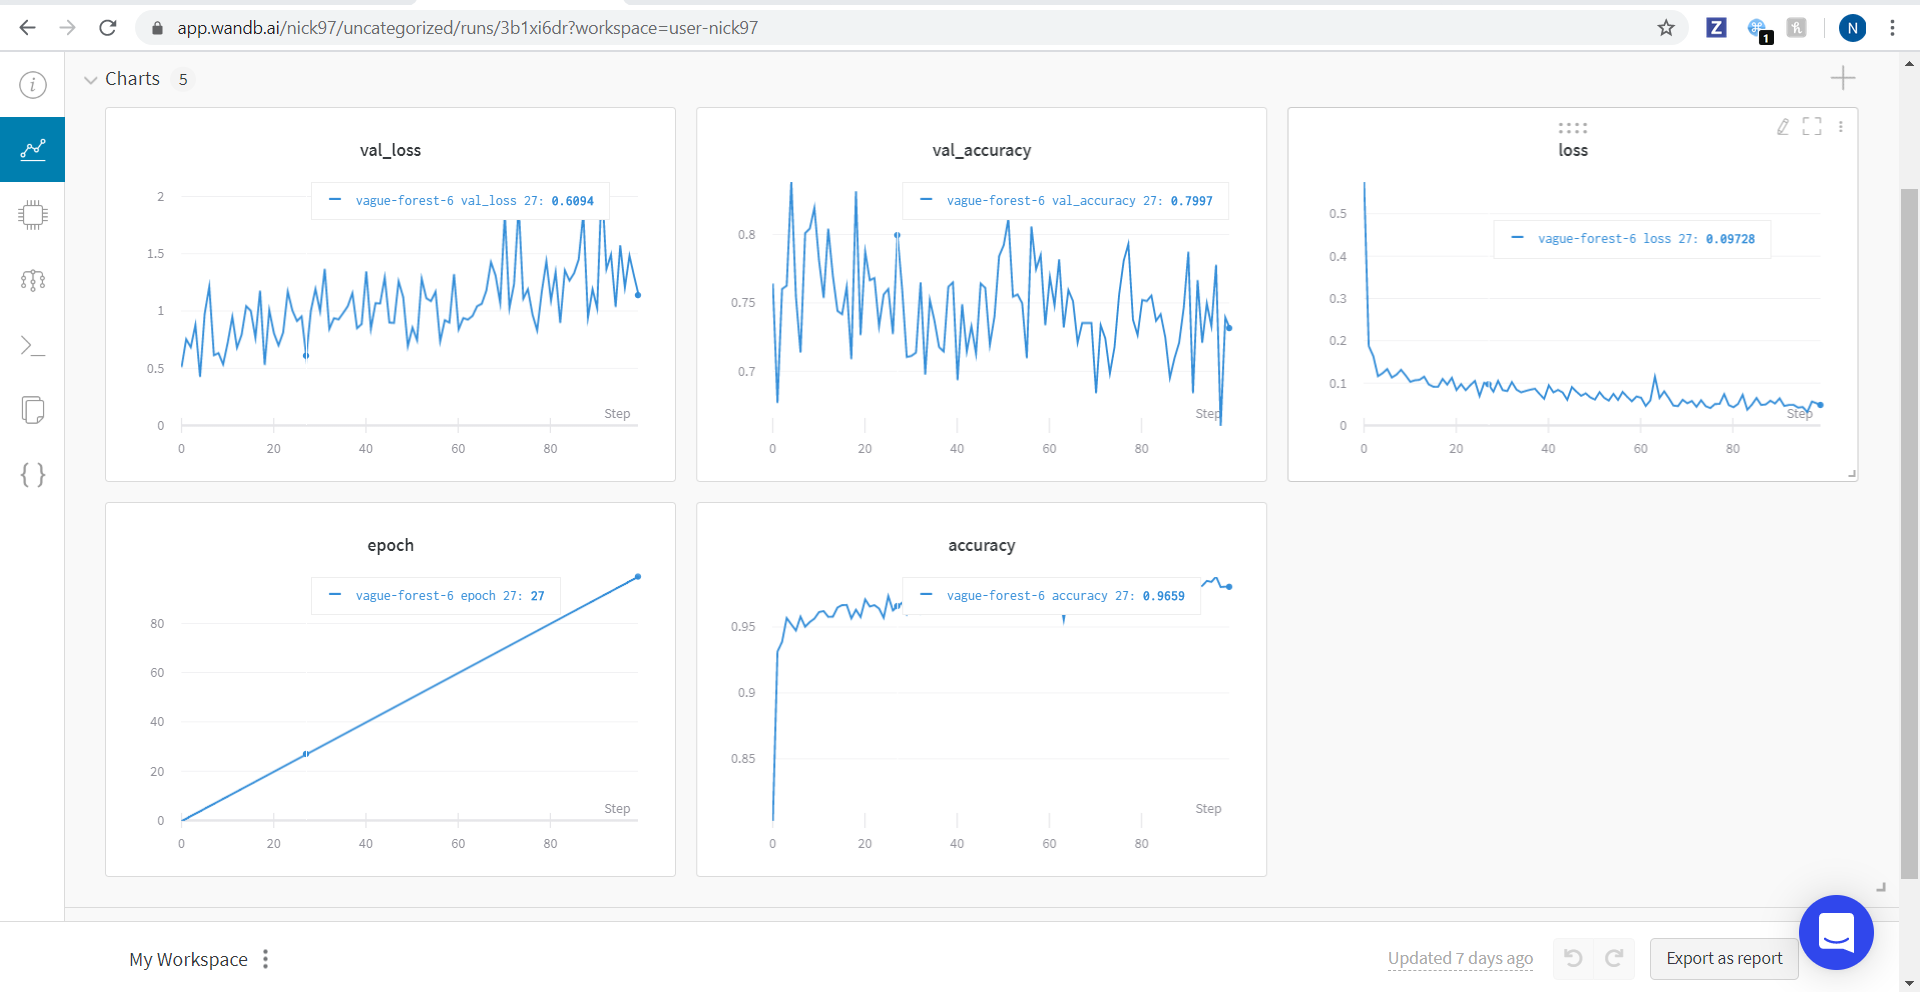 app.wandb.ai/nick97/uncategorized/runs/3b1xi6dr?workspace=user-nick97
Z
1
h
N
Charts 5
val_loss
vague-forest-6 val_loss 27: 0.6094
2
1.5
1
0.5
0
Step
0 20 40 60 80
val_accuracy
vague-forest-6 val_accuracy 27: 0.7997
0.8
0.75
0.7
Step
0 20 40 60 80
loss
vague-forest-6 loss 27: 0.09728
0.5
0.4
0.3
0.2
0.1
0
Step
0 20 40 60 80
epoch
vague-forest-6 epoch 27: 27
80
60
40
20
0
Step
0 20 40 60 80
accuracy
vague-forest-6 accuracy 27: 0.9659
0.95
0.9
0.85
Step
0 20 40 60 80
My Workspace
Updated 7 days ago
Export as report